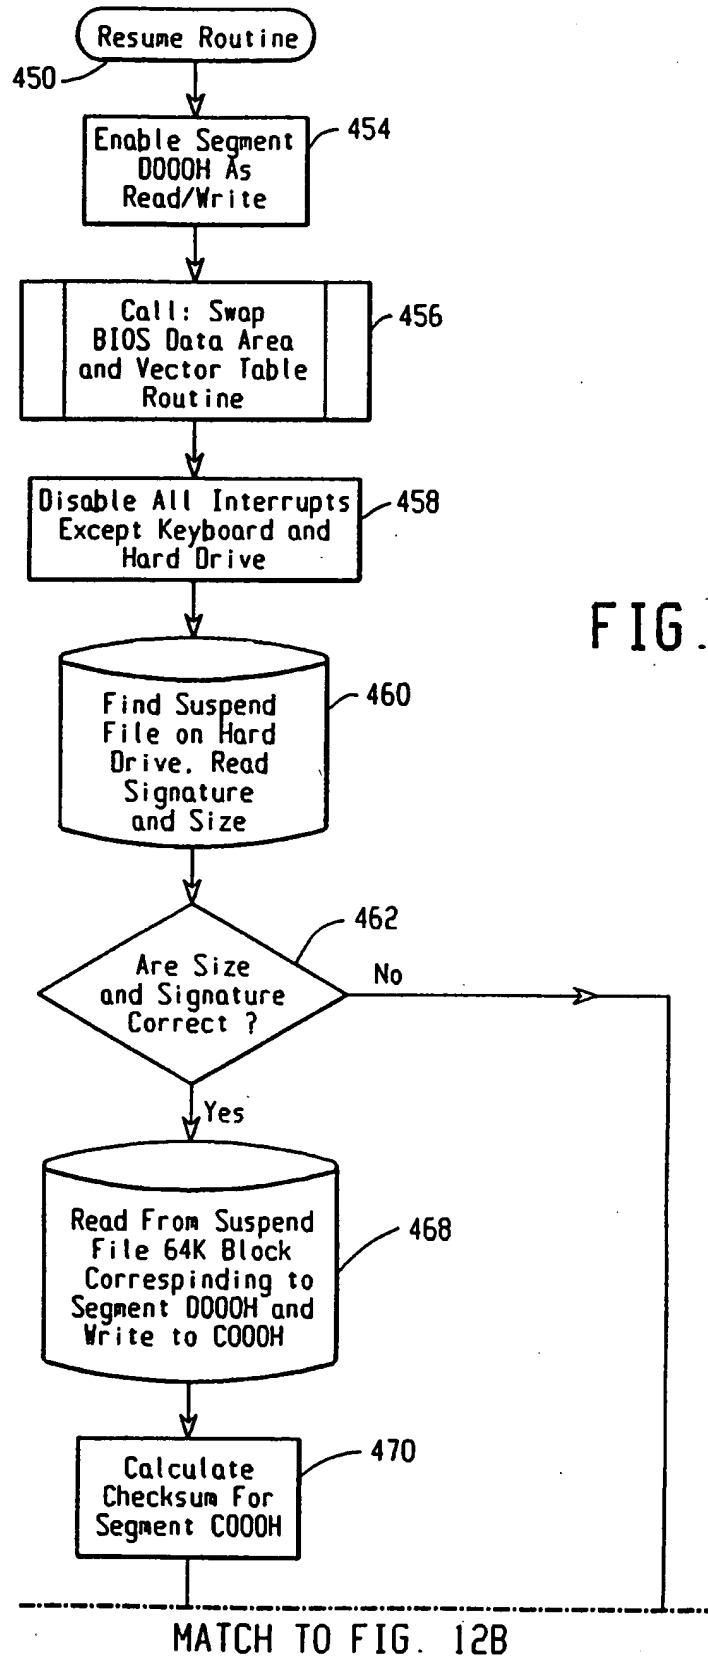 Resume Routine
450
454
Enable Segment
D000H As
Read/Write
Call: Swap
BIOS Data Area
and Vector Table
Routine
456
Disable All Interrupts
Except Keyboard and
Hard Drive
458
FIG.
460
Find Suspend
File on Hard
Drive. Read
Signature
and Size
462
Are Size
and Signature
Correct ?
No
Yes
Read From Suspend
File 64K Block
Correspinding to
Segment D000H and
Write to C000H
468
470
Calculate
Checksum For
Segment C000H
MATCH TO FIG. 12B